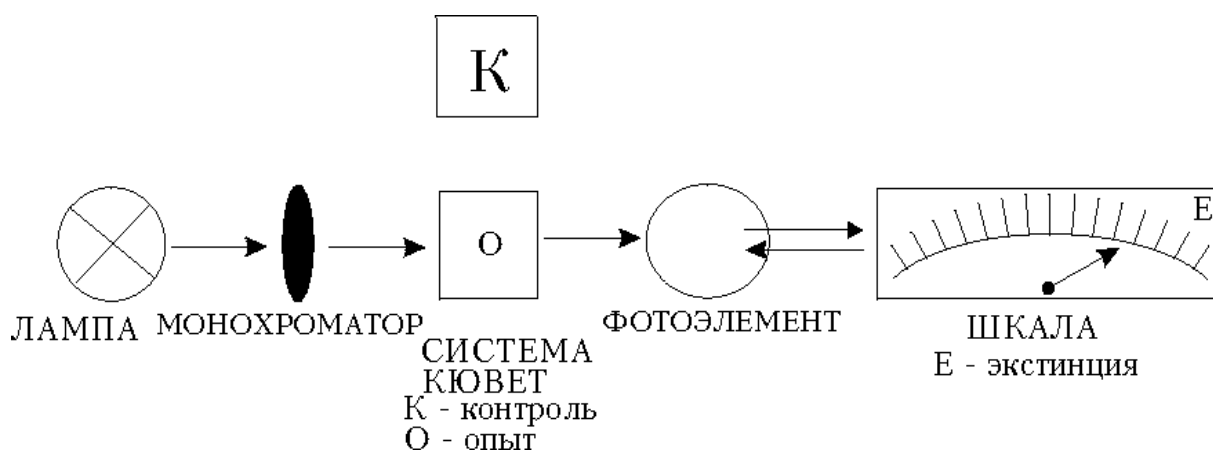 К
О
Е
ЛАМПА
МОНОХРОМАТОР
ФОТОЭЛЕМЕНТ
ШКАЛА
Е - экстинция
СИСТЕМА
КЮВЕТ
К - контроль
О - опыт